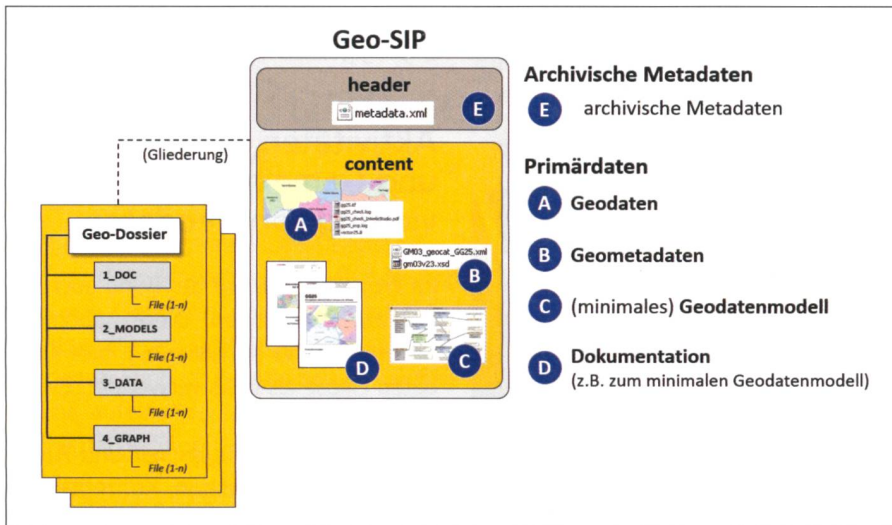 Geo-SIP
header
metadata.xml
E
(Gliederung)
content
A
GM03_geocat_GG25.xml
gm03v23.xsd
B
C
D
Geo-Dossier
1_DOC
File (1-n)
2_MODELS
File (1-n)
3_DATA
File (1-n)
4_GRAPH
File (1-n)
Archivische Metadaten
E archivische Metadaten
Primärdaten
A Geodaten
B Geometadaten
C (minimales) Geodatenmodell
D Dokumentation
(z.B. zum minimalen Geodatenmodell)